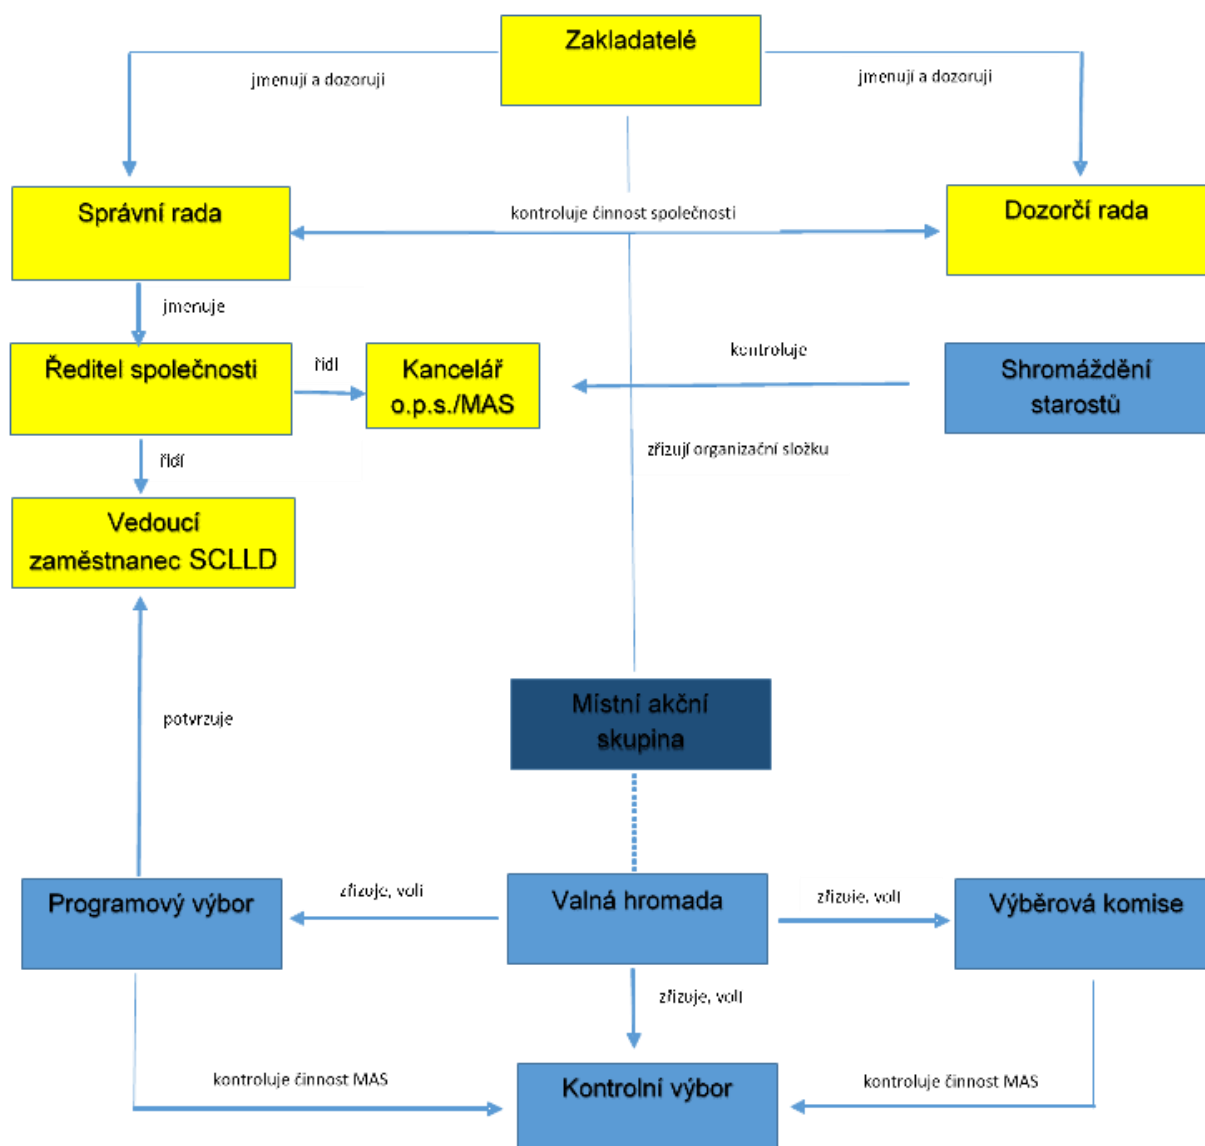 Zakladatelé
jmenují a dozorují
jmenují a dozorují
Správní rada
kontroluje činnost společnosti
Dozorčí rada
jmenuje
Ředitel společnosti
řídí
Kancelář
o.p.s./MAS
kontroluje
Shromáždění
starostů
řídí
zřizují organizační složku
Vedoucí
zaměstnanec SCLLD
potvrzuje
Místní akční
skupina
Programový výbor
zřizuje, volí
Valná hromada
zřizuje, volí
Výběrová komise
zřizuje, volí
kontroluje činnost MAS
Kontrolní výbor
kontroluje činnost MAS